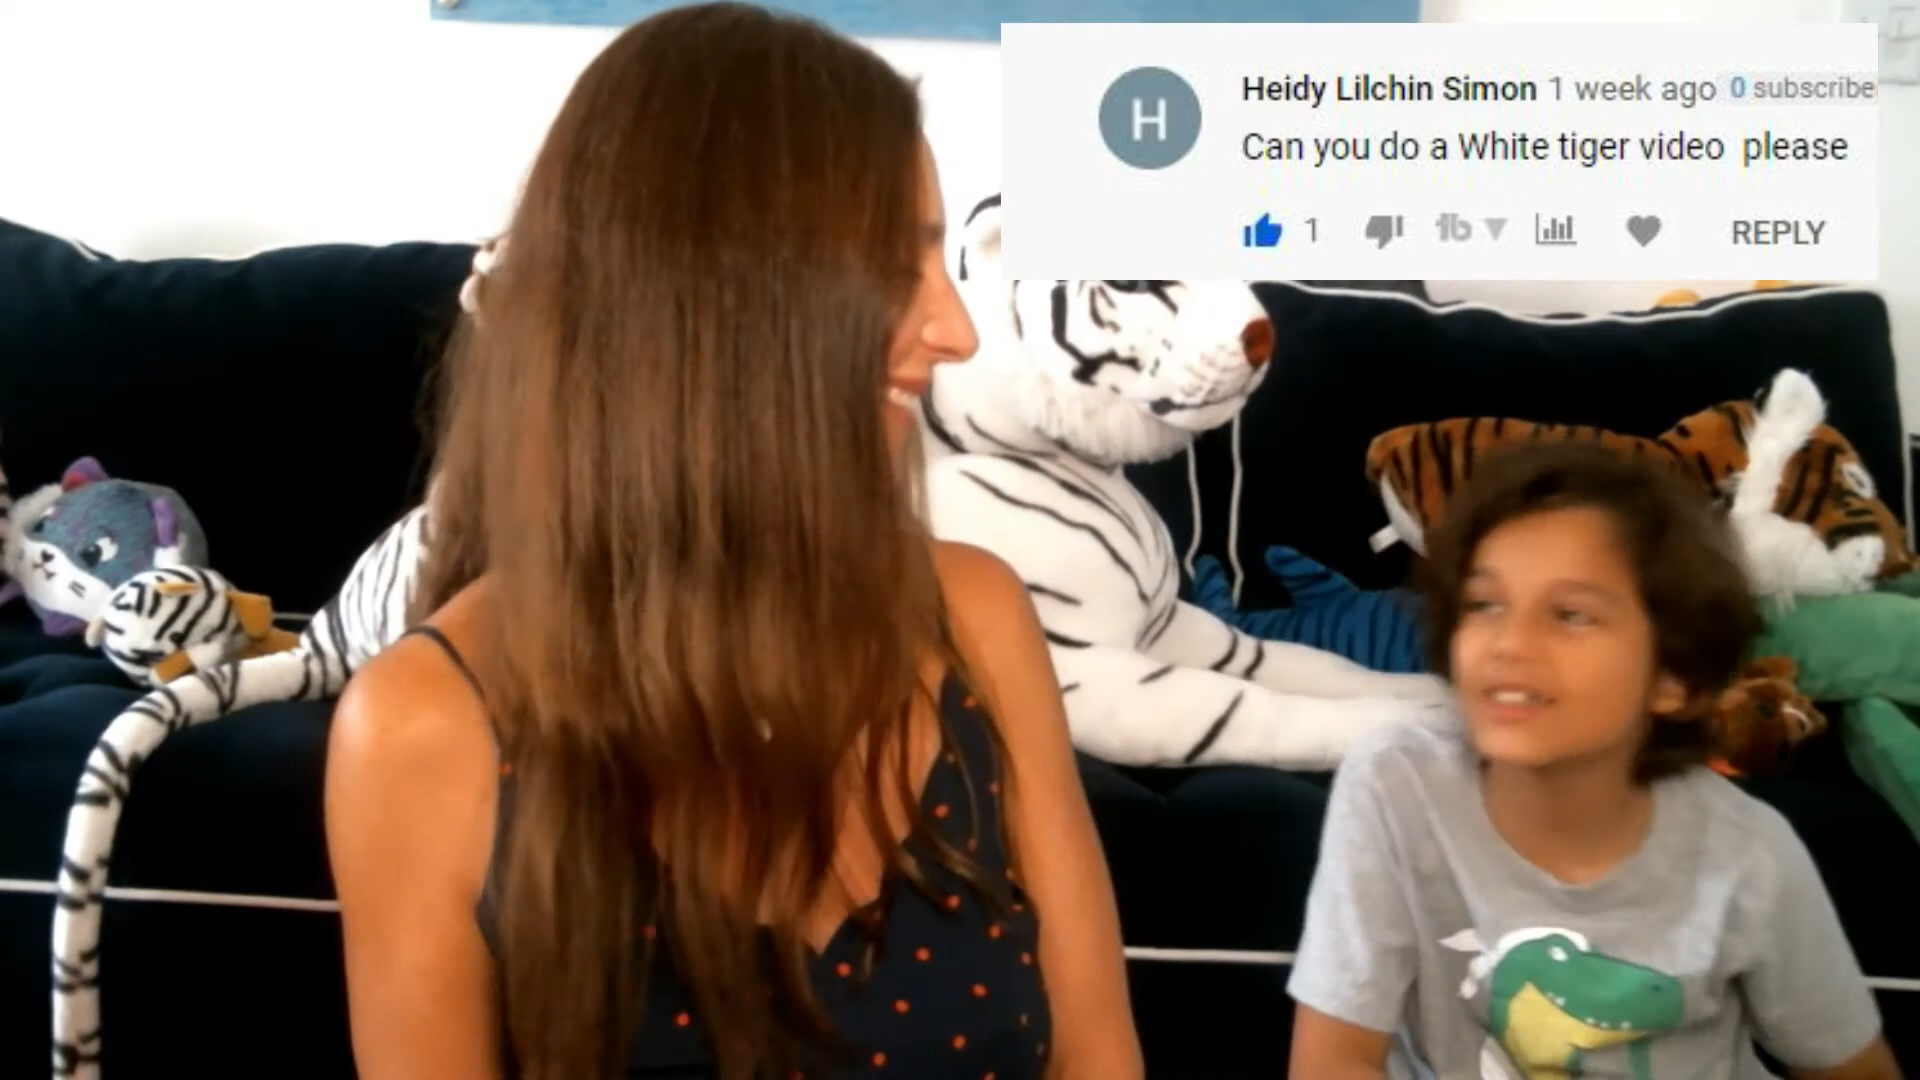 H
Heidy Lilchin Simon 1 week ago 0 subscribe
Can you do a White tiger video please
1 REPLY